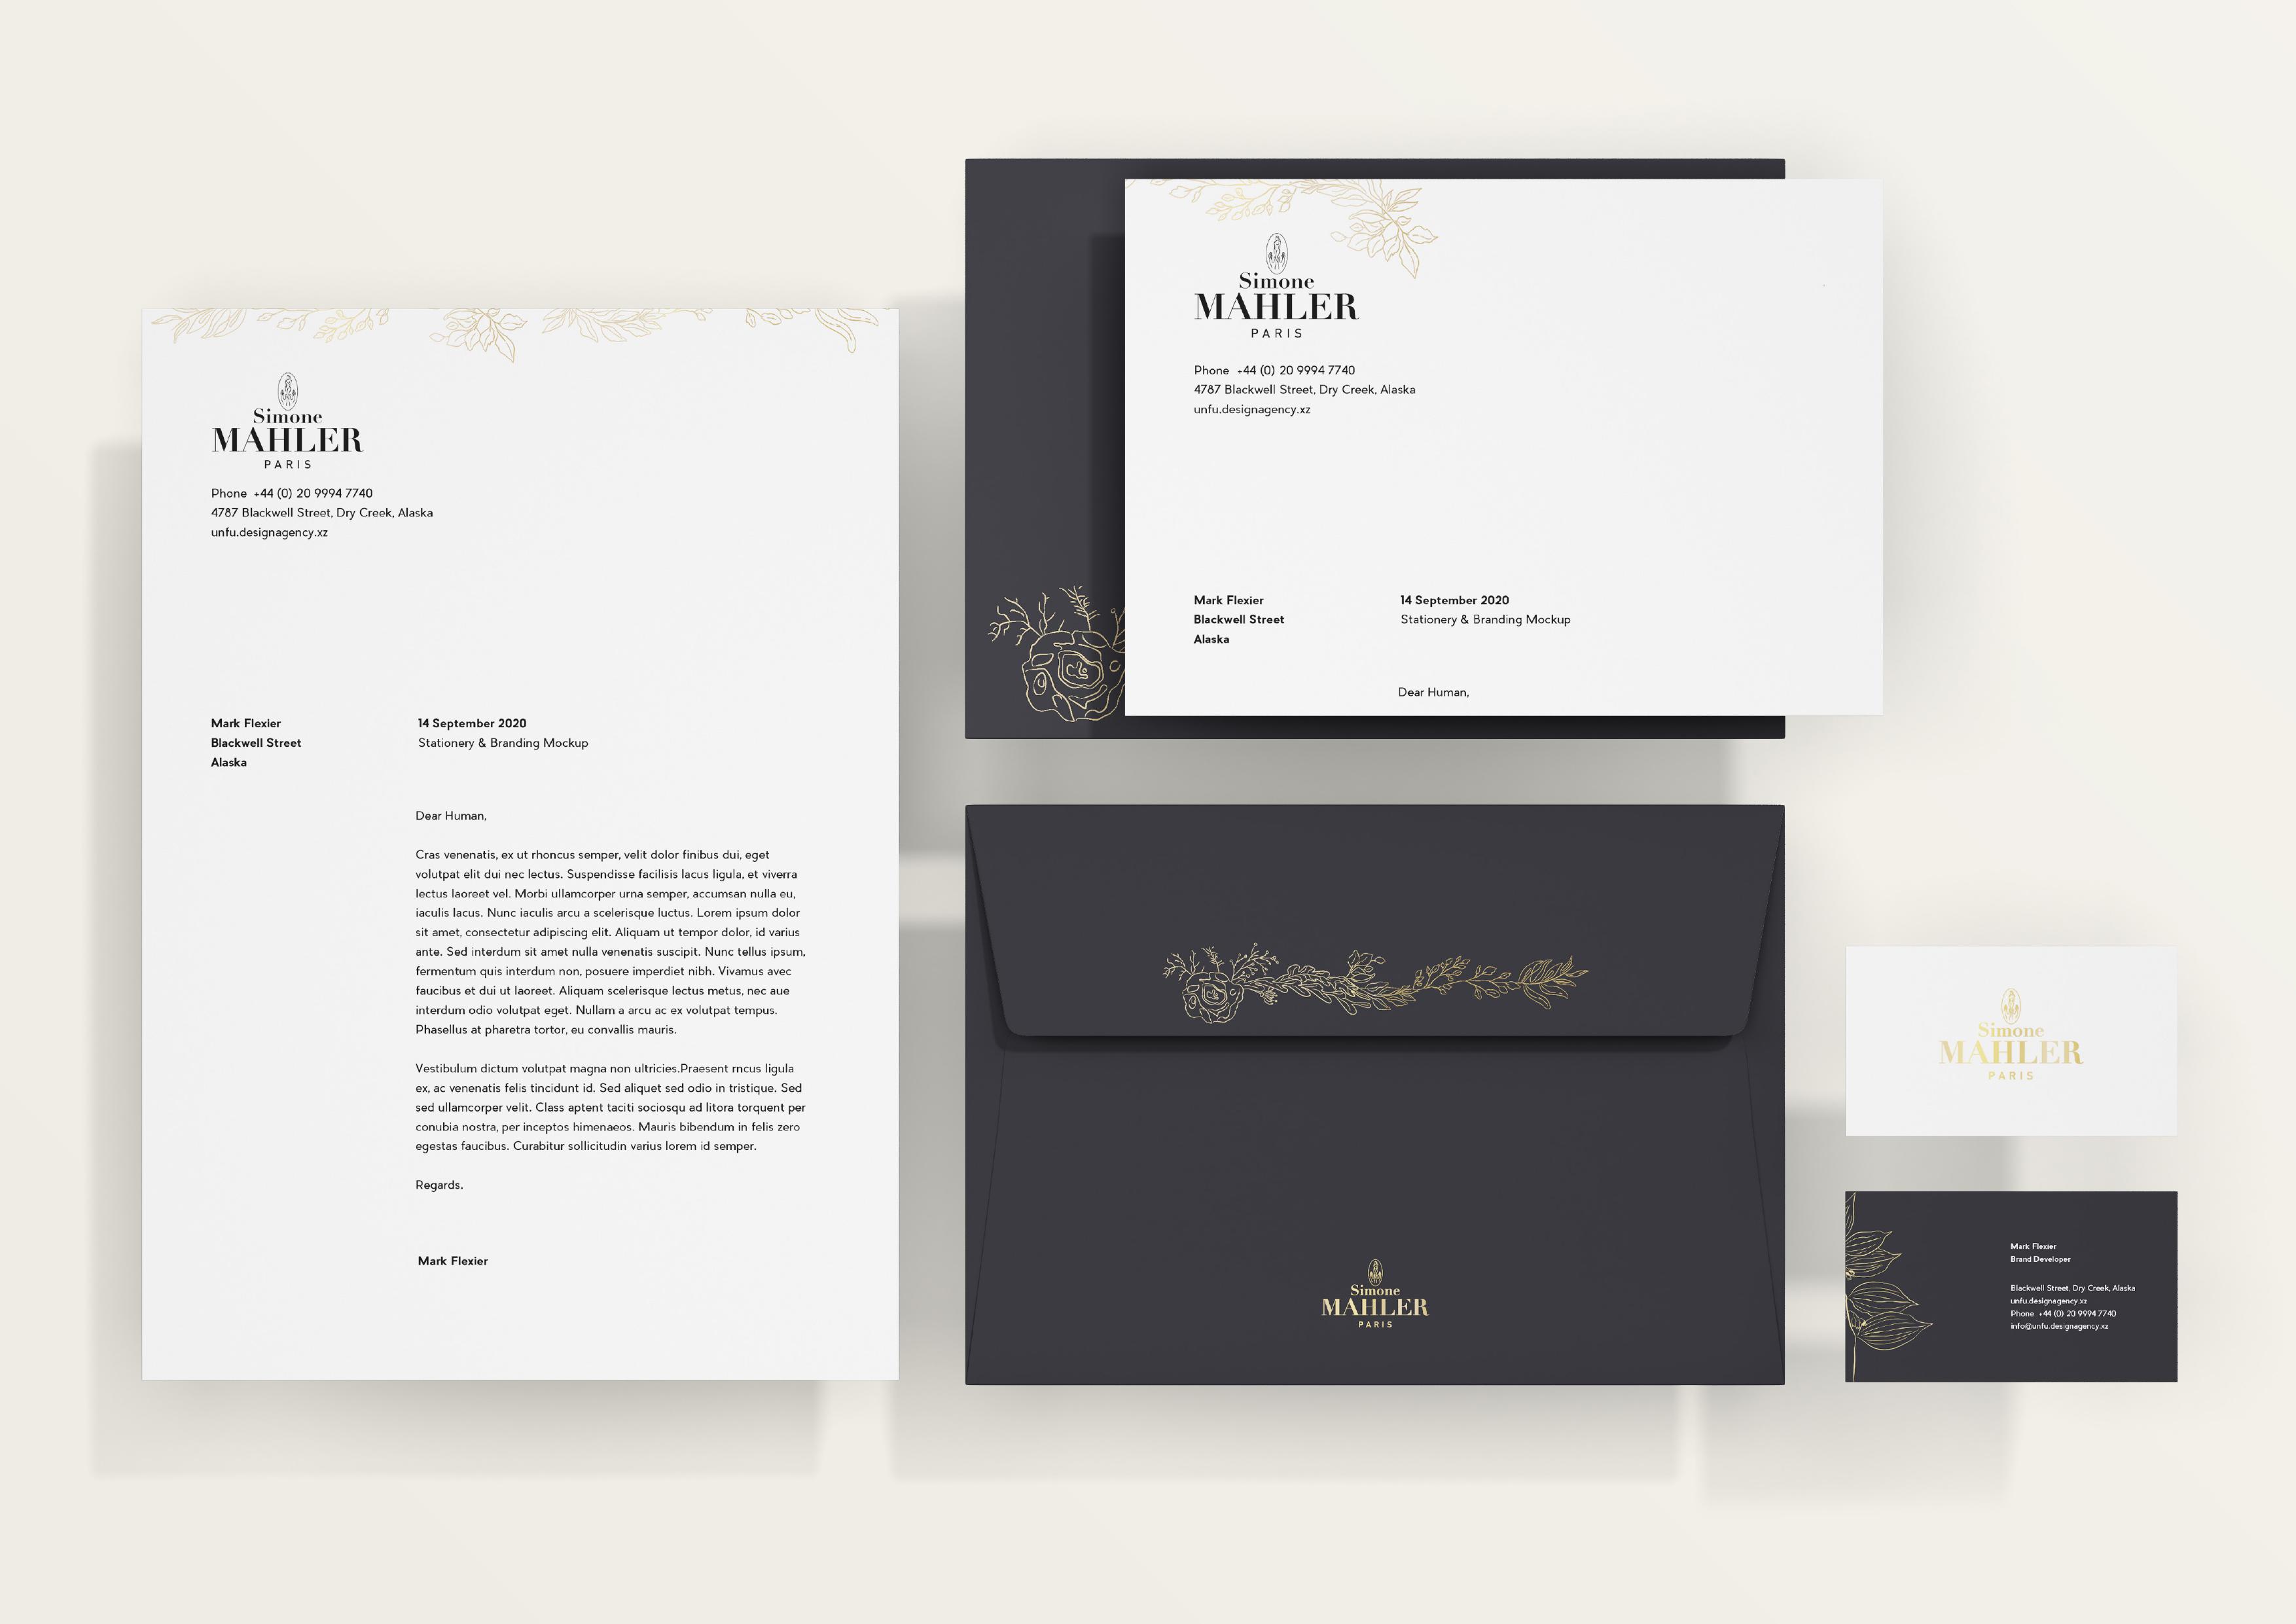 Simone
MAHLER
PARIS
Phone +44 (0) 20 9994 7740
4787 Blackwell Street, Dry Creek, Alaska
unfu.designagency.xz
Mark Flexier
Blackwell Street
Alaska
14 September 2020
Stationery & Branding Mockup
Dear Human,
Cras venenatis, ex ut rhoncus semper, velit dolor finibus dui, eget
volutpat elit dui nec lectus. Suspendisse facilisis lacus ligula, et viverra
lectus laoreet vel. Morbi ullamcorper urna semper, accumsan nulla eu,
iaculis lacus. Nunc iaculis arcu a scelerisque luctus. Lorem ipsum dolor
sit amet, consectetur adipiscing elit. Aliquam ut tempor dolor, id varius
ante. Sed interdum sit amet nulla venenatis suscipit. Nunc tellus ipsum,
fermentum quis interdum non, posuere imperdiet nibh. Vivamus avec
faucibus et dui ut laoreet. Aliquam scelerisque lectus metus, nec aue
interdum odio volutpat eget. Nullam a arcu ac ex volutpat tempus.
Phasellus at pharetra tortor, eu convallis mauris.
Vestibulum dictum volutpat magna non ultricies.Praesent rncus ligula
ex, ac venenatis felis tincidunt id. Sed aliquet sed odio in tristique. Sed
sed ullamcorper velit. Class aptent taciti sociosqu ad litora torquent per
conubia nostra, per inceptos himenaeos. Mauris bibendum in felis zero
egestas faucibus. Curabitur sollicitudin varius lorem id semper.
Regards.
Mark Flexier
Simone
MAHLER
PARIS
Phone +44 (0) 20 9994 7740
4787 Blackwell Street, Dry Creek, Alaska
unfu.designagency.xz
Mark Flexier
Blackwell Street
Alaska
14 September 2020
Stationery & Branding Mockup
Dear Human,
Simone
MAHLER
PARIS
Simone
MAHLER
PARIS
Mark Flexier
Brand Developer
Blackwell Street, Dry Creek, Alaska
unfu.designagency.xz
Phone +44 (0) 20 9994 7740
info@unfu.designagency.xz